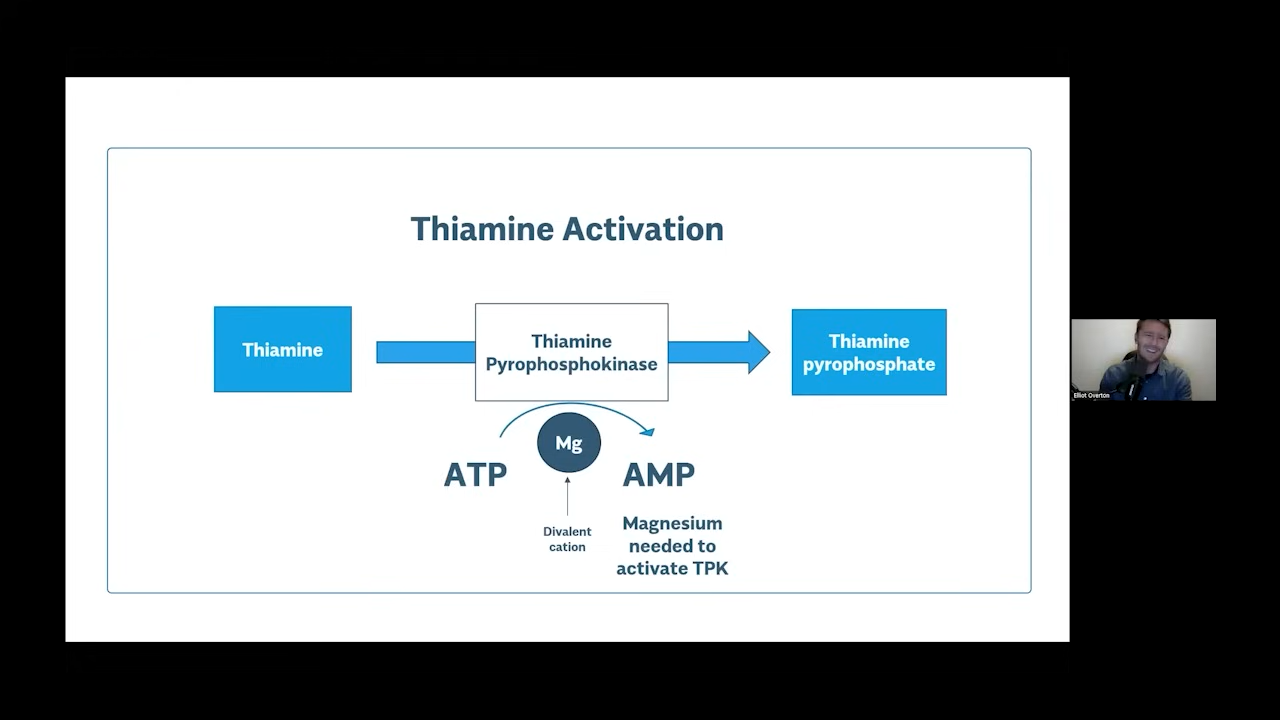 Thiamine Activation
Thiamine
Thiamine
Pyrophosphokinase
Thiamine
pyrophosphate
Mg
ATP
AMP
Divalent
cation
Magnesium
needed to
activate TPK
Elliot Overton